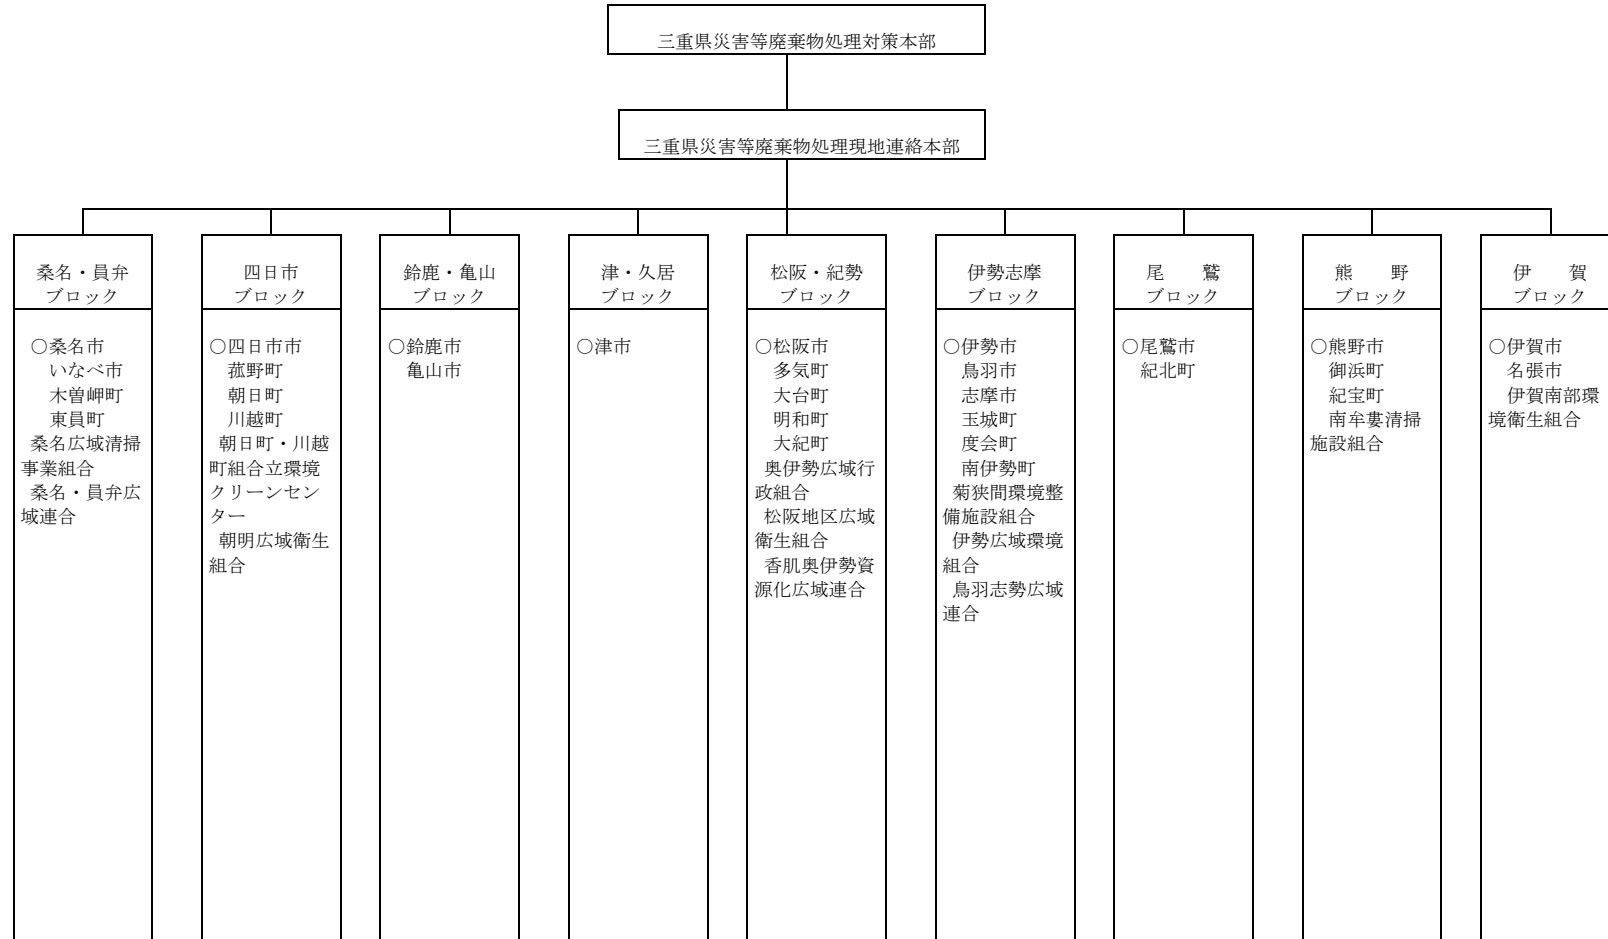 三重県災害等廃棄物処理対策本部
三重県災害等廃棄物処理現地連絡本部
桑名・員弁
ブロック
○桑名市
いなべ市
木曽岬町
東員町
桑名広域清掃
事業組合
桑名・員弁広
域連合
四日市
ブロック
○四日市市
菰野町
朝日町
川越町
朝日町・川越
町組合立環境
クリーンセン
ター
朝明広域衛生
組合
鈴鹿・亀山
ブロック
○鈴鹿市
亀山市
津・久居
ブロック
○津市
松阪・紀勢
ブロック
○松阪市
多気町
大台町
明和町
大紀町
奥伊勢広域行
政組合
松阪地区広域
衛生組合
香肌奥伊勢資
源化広域連合
伊勢志摩
ブロック
○伊勢市
鳥羽市
志摩市
玉城町
度会町
南伊勢町
菊狭間環境整
備施設組合
伊勢広域環境
組合
鳥羽志勢広域
連合
尾　　鷲
ブロック
○尾鷲市
紀北町
熊　　野
ブロック
○熊野市
御浜町
紀宝町
南牟婁清掃
施設組合
伊　　賀
ブロック
○伊賀市
名張市
伊賀南部環
境衛生組合